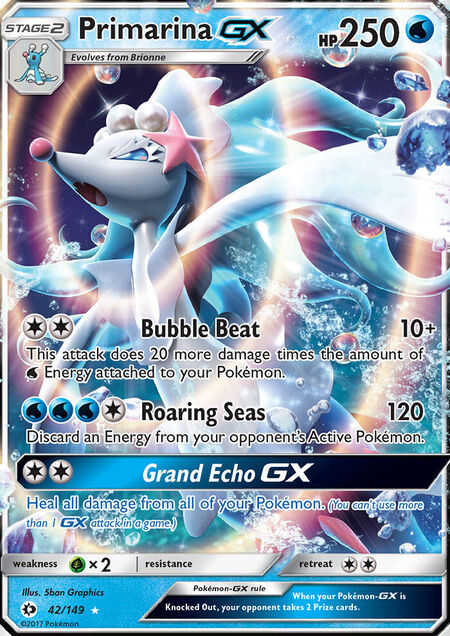 STAGE 2 Primarina GX HP 250
Evolves from Brionne
Bubble Beat 10+
This attack does 20 more damage times the amount of
Energy attached to your Pokémon.
Roaring Seas 120
Discard an Energy from your opponent's Active Pokémon.
Grand Echo GX
Heal all damage from all of your Pokémon. (You can't use more
than 1 GX attack in a game.)
weakness ×2 resistance retreat
Illus. 5ban Graphics
42/149
©2017 Pokémon
Pokémon-GX rule
When your Pokémon-GX is
Knocked Out, your opponent takes 2 Prize cards.